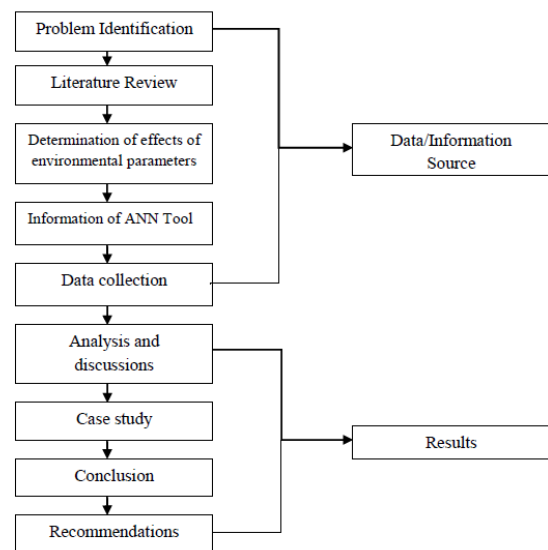 Problem Identification
Literature Review
Determination of effects of
environmental parameters
Information of ANN Tool
Data collection
Analysis and
discussions
Case study
Conclusion
Recommendations
Data/Information
Source
Results